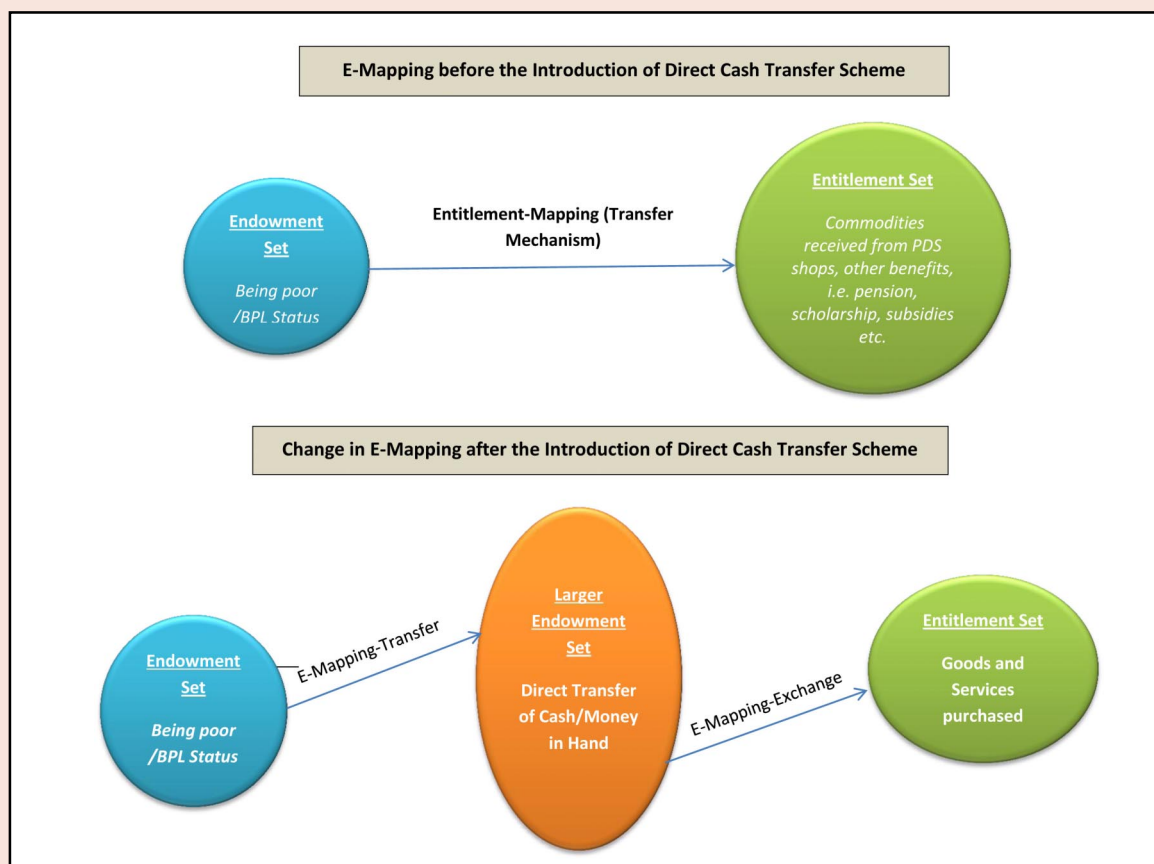 E-Mapping before the Introduction of Direct Cash Transfer Scheme
Endowment
Set
Being poor
/BPL Status
Entitlement-Mapping (Transfer
Mechanism)
Entitlement Set
Commodities
received from PDS
shops, other benefits,
i.e. pension,
scholarship, subsidies
etc.
Change in E-Mapping after the Introduction of Direct Cash Transfer Scheme
Endowment
Set
Being poor
/BPL Status
E-Mapping-Transfer
Larger
Endowment
Set
Direct Transfer
of Cash/Money
in Hand
E-Mapping-Exchange
Entitlement Set
Goods and
Services
purchased